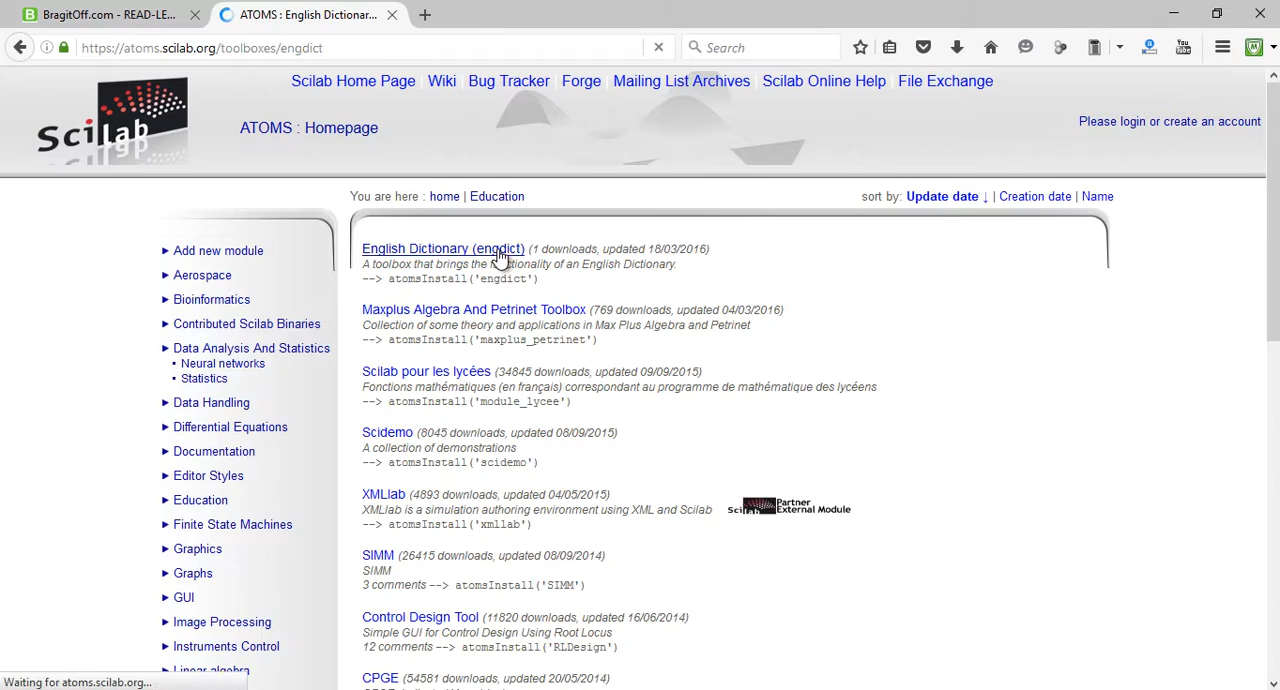 BragitOff.com - READ-LE...
ATOMS : English Dictionar...
https://atoms.scilab.org/toolboxes/engdict
Search
You Tube
Scilab Home Page | Wiki | Bug Tracker | Forge | Mailing List Archives | Scilab Online Help | File Exchange
Scilab
ATOMS : Homepage
Please login or create an account
You are here : home | Education
sort by: Update date ↓ | Creation date | Name
Add new module
Aerospace
Bioinformatics
Contributed Scilab Binaries
Data Analysis And Statistics
Neural networks
Statistics
Data Handling
Differential Equations
Documentation
Editor Styles
Education
Finite State Machines
Graphics
Graphs
GUI
Image Processing
Instruments Control
Linear algebra
English Dictionary (engdict) (1 downloads, updated 18/03/2016)
A toolbox that brings the functionality of an English Dictionary.
--> atomsInstall('engdict')
Maxplus Algebra And Petrinet Toolbox (769 downloads, updated 04/03/2016)
Collection of some theory and applications in Max Plus Algebra and Petrinet
--> atomsInstall('maxplus_petrinet')
Scilab pour les lycées (34845 downloads, updated 09/09/2015)
Fonctions mathématiques (en français) correspondant au programme de mathématique des lycéens
--> atomsInstall('module_lycee')
Scidemo (8045 downloads, updated 08/09/2015)
A collection of demonstrations
--> atomsInstall('scidemo')
XMLlab (4893 downloads, updated 04/05/2015)
XMLlab is a simulation authoring environment using XML and Scilab
Scilab Partner External Module
--> atomsInstall('xmllab')
SIMM (26415 downloads, updated 08/09/2014)
SIMM
3 comments --> atomsInstall('SIMM')
Control Design Tool (11820 downloads, updated 16/06/2014)
Simple GUI for Control Design Using Root Locus
12 comments --> atomsInstall('RLDesign')
CPGE (54581 downloads, updated 20/05/2014)
Waiting for atoms.scilab.org...